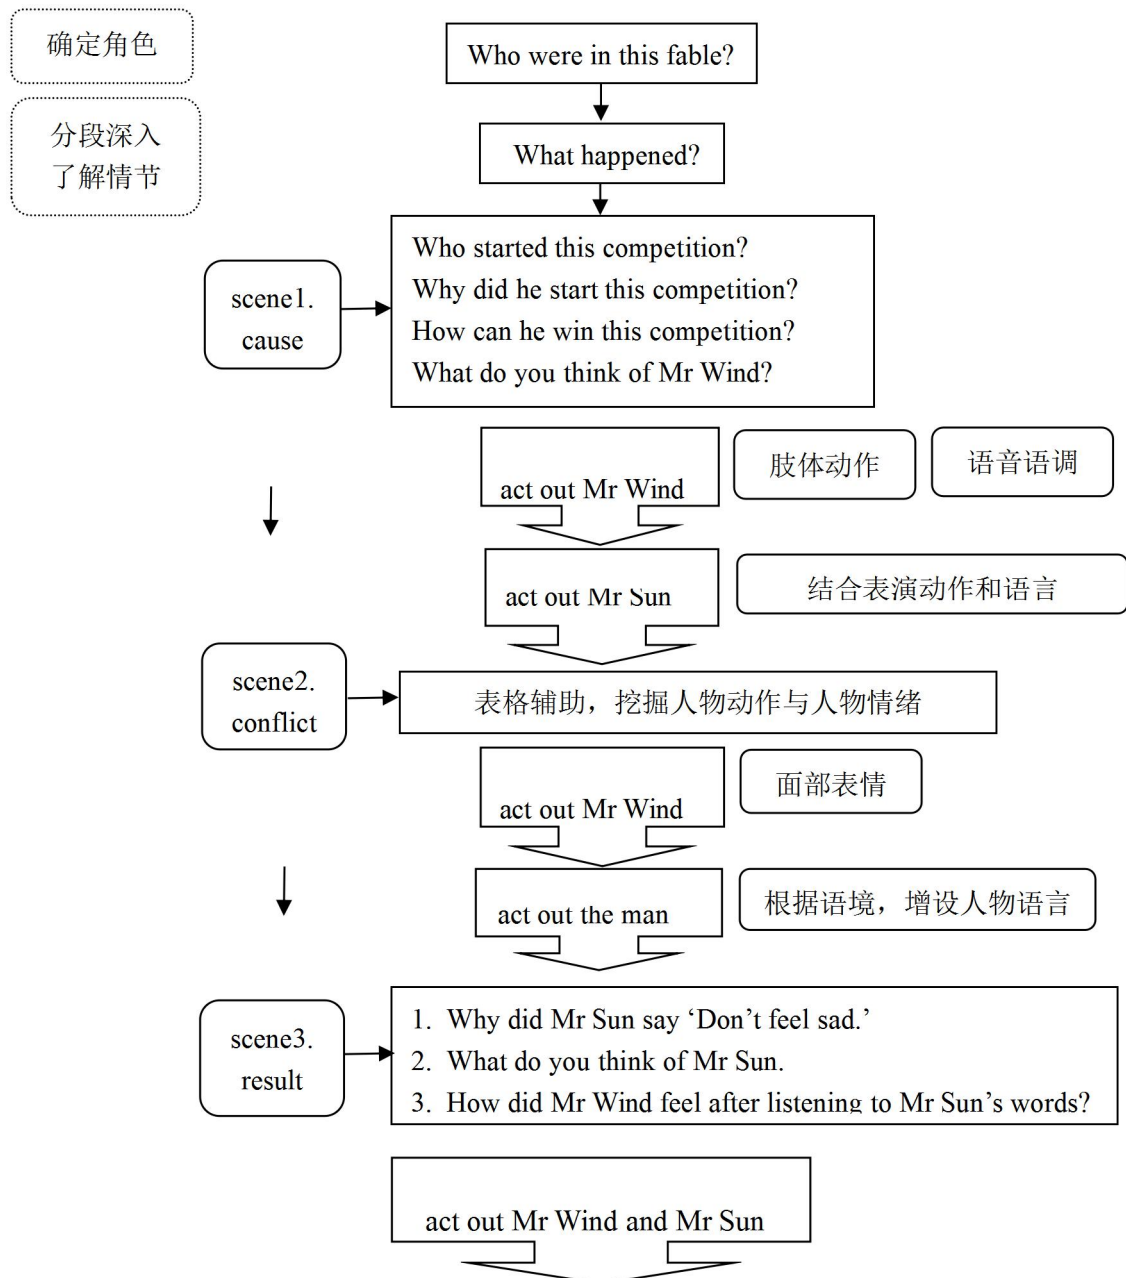 确定角色
Who were in this fable?
分段深入
了解情节
What happened?
scene1.
cause
Who started this competition?
Why did he start this competition?
How can he win this competition?
What do you think of Mr Wind?
act out Mr Wind
肢体动作
语音语调
act out Mr Sun
结合表演动作和语言
scene2.
conflict
表格辅助，挖掘人物动作与人物情绪
act out Mr Wind
面部表情
act out the man
根据语境，增设人物语言
scene3.
result
1. Why did Mr Sun say ‘Don’t feel sad.’
2. What do you think of Mr Sun.
3. How did Mr Wind feel after listening to Mr Sun’s words?
act out Mr Wind and Mr Sun